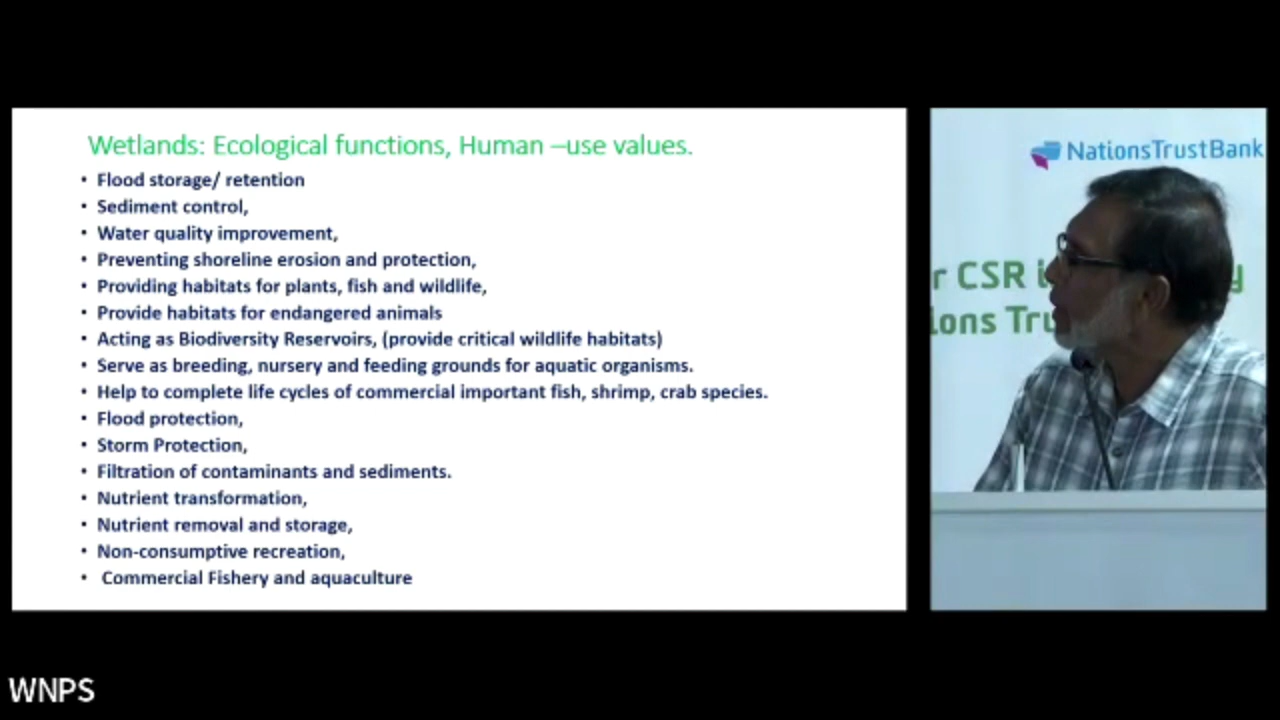 Wetlands: Ecological functions, Human –use values.
• Flood storage/ retention
• Sediment control,
• Water quality improvement,
• Preventing shoreline erosion and protection,
• Providing habitats for plants, fish and wildlife,
• Provide habitats for endangered animals
• Acting as Biodiversity Reservoirs, (provide critical wildlife habitats)
• Serve as breeding, nursery and feeding grounds for aquatic organisms.
• Help to complete life cycles of commercial important fish, shrimp, crab species.
• Flood protection,
• Storm Protection,
• Filtration of contaminants and sediments.
• Nutrient transformation,
• Nutrient removal and storage,
• Non-consumptive recreation,
• Commercial Fishery and aquaculture
NationsTrustBank
CSR
WNPS